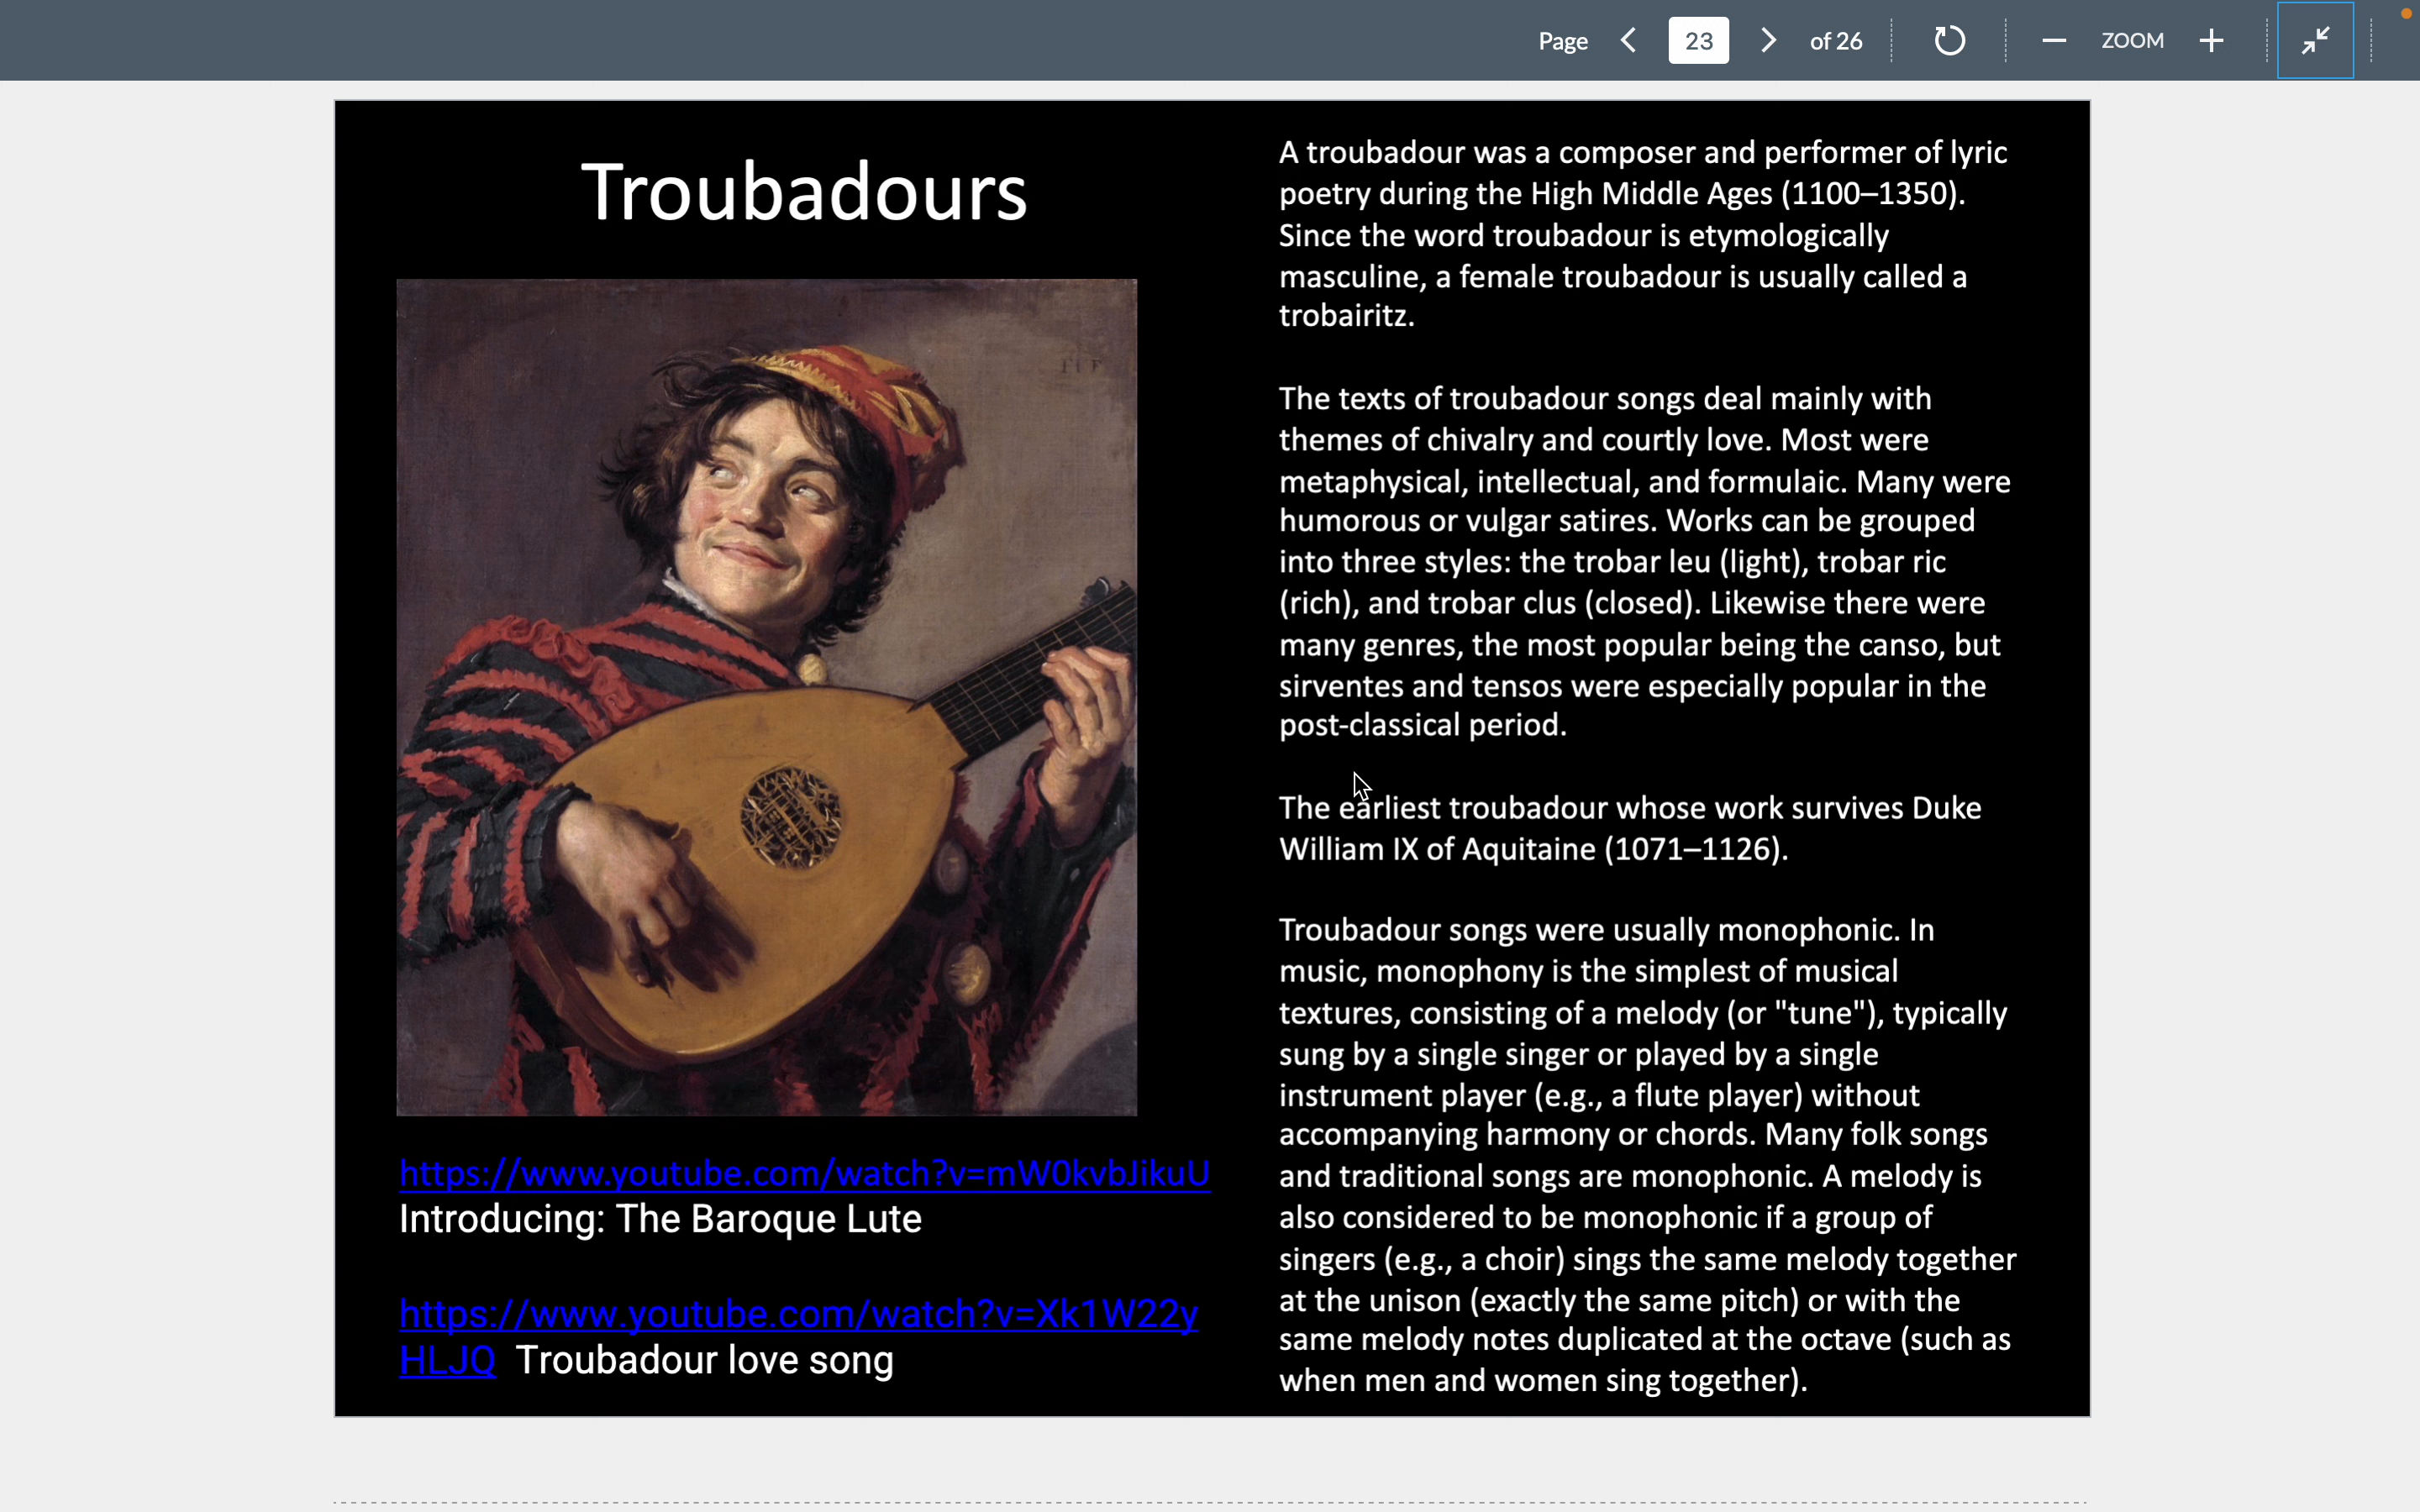 Page 23 of 26 ZOOM
Troubadours
https://www.youtube.com/watch?v=mW0kvbJikuU
Introducing: The Baroque Lute
https://www.youtube.com/watch?v=Xk1W22y
HLJQ Troubadour love song
A troubadour was a composer and performer of lyric
poetry during the High Middle Ages (1100–1350).
Since the word troubadour is etymologically
masculine, a female troubadour is usually called a
trobairitz.
The texts of troubadour songs deal mainly with
themes of chivalry and courtly love. Most were
metaphysical, intellectual, and formulaic. Many were
humorous or vulgar satires. Works can be grouped
into three styles: the trobar leu (light), trobar ric
(rich), and trobar clus (closed). Likewise there were
many genres, the most popular being the canso, but
sirventes and tensos were especially popular in the
post-classical period.
The earliest troubadour whose work survives Duke
William IX of Aquitaine (1071–1126).
Troubadour songs were usually monophonic. In
music, monophony is the simplest of musical
textures, consisting of a melody (or "tune"), typically
sung by a single singer or played by a single
instrument player (e.g., a flute player) without
accompanying harmony or chords. Many folk songs
and traditional songs are monophonic. A melody is
also considered to be monophonic if a group of
singers (e.g., a choir) sings the same melody together
at the unison (exactly the same pitch) or with the
same melody notes duplicated at the octave (such as
when men and women sing together).